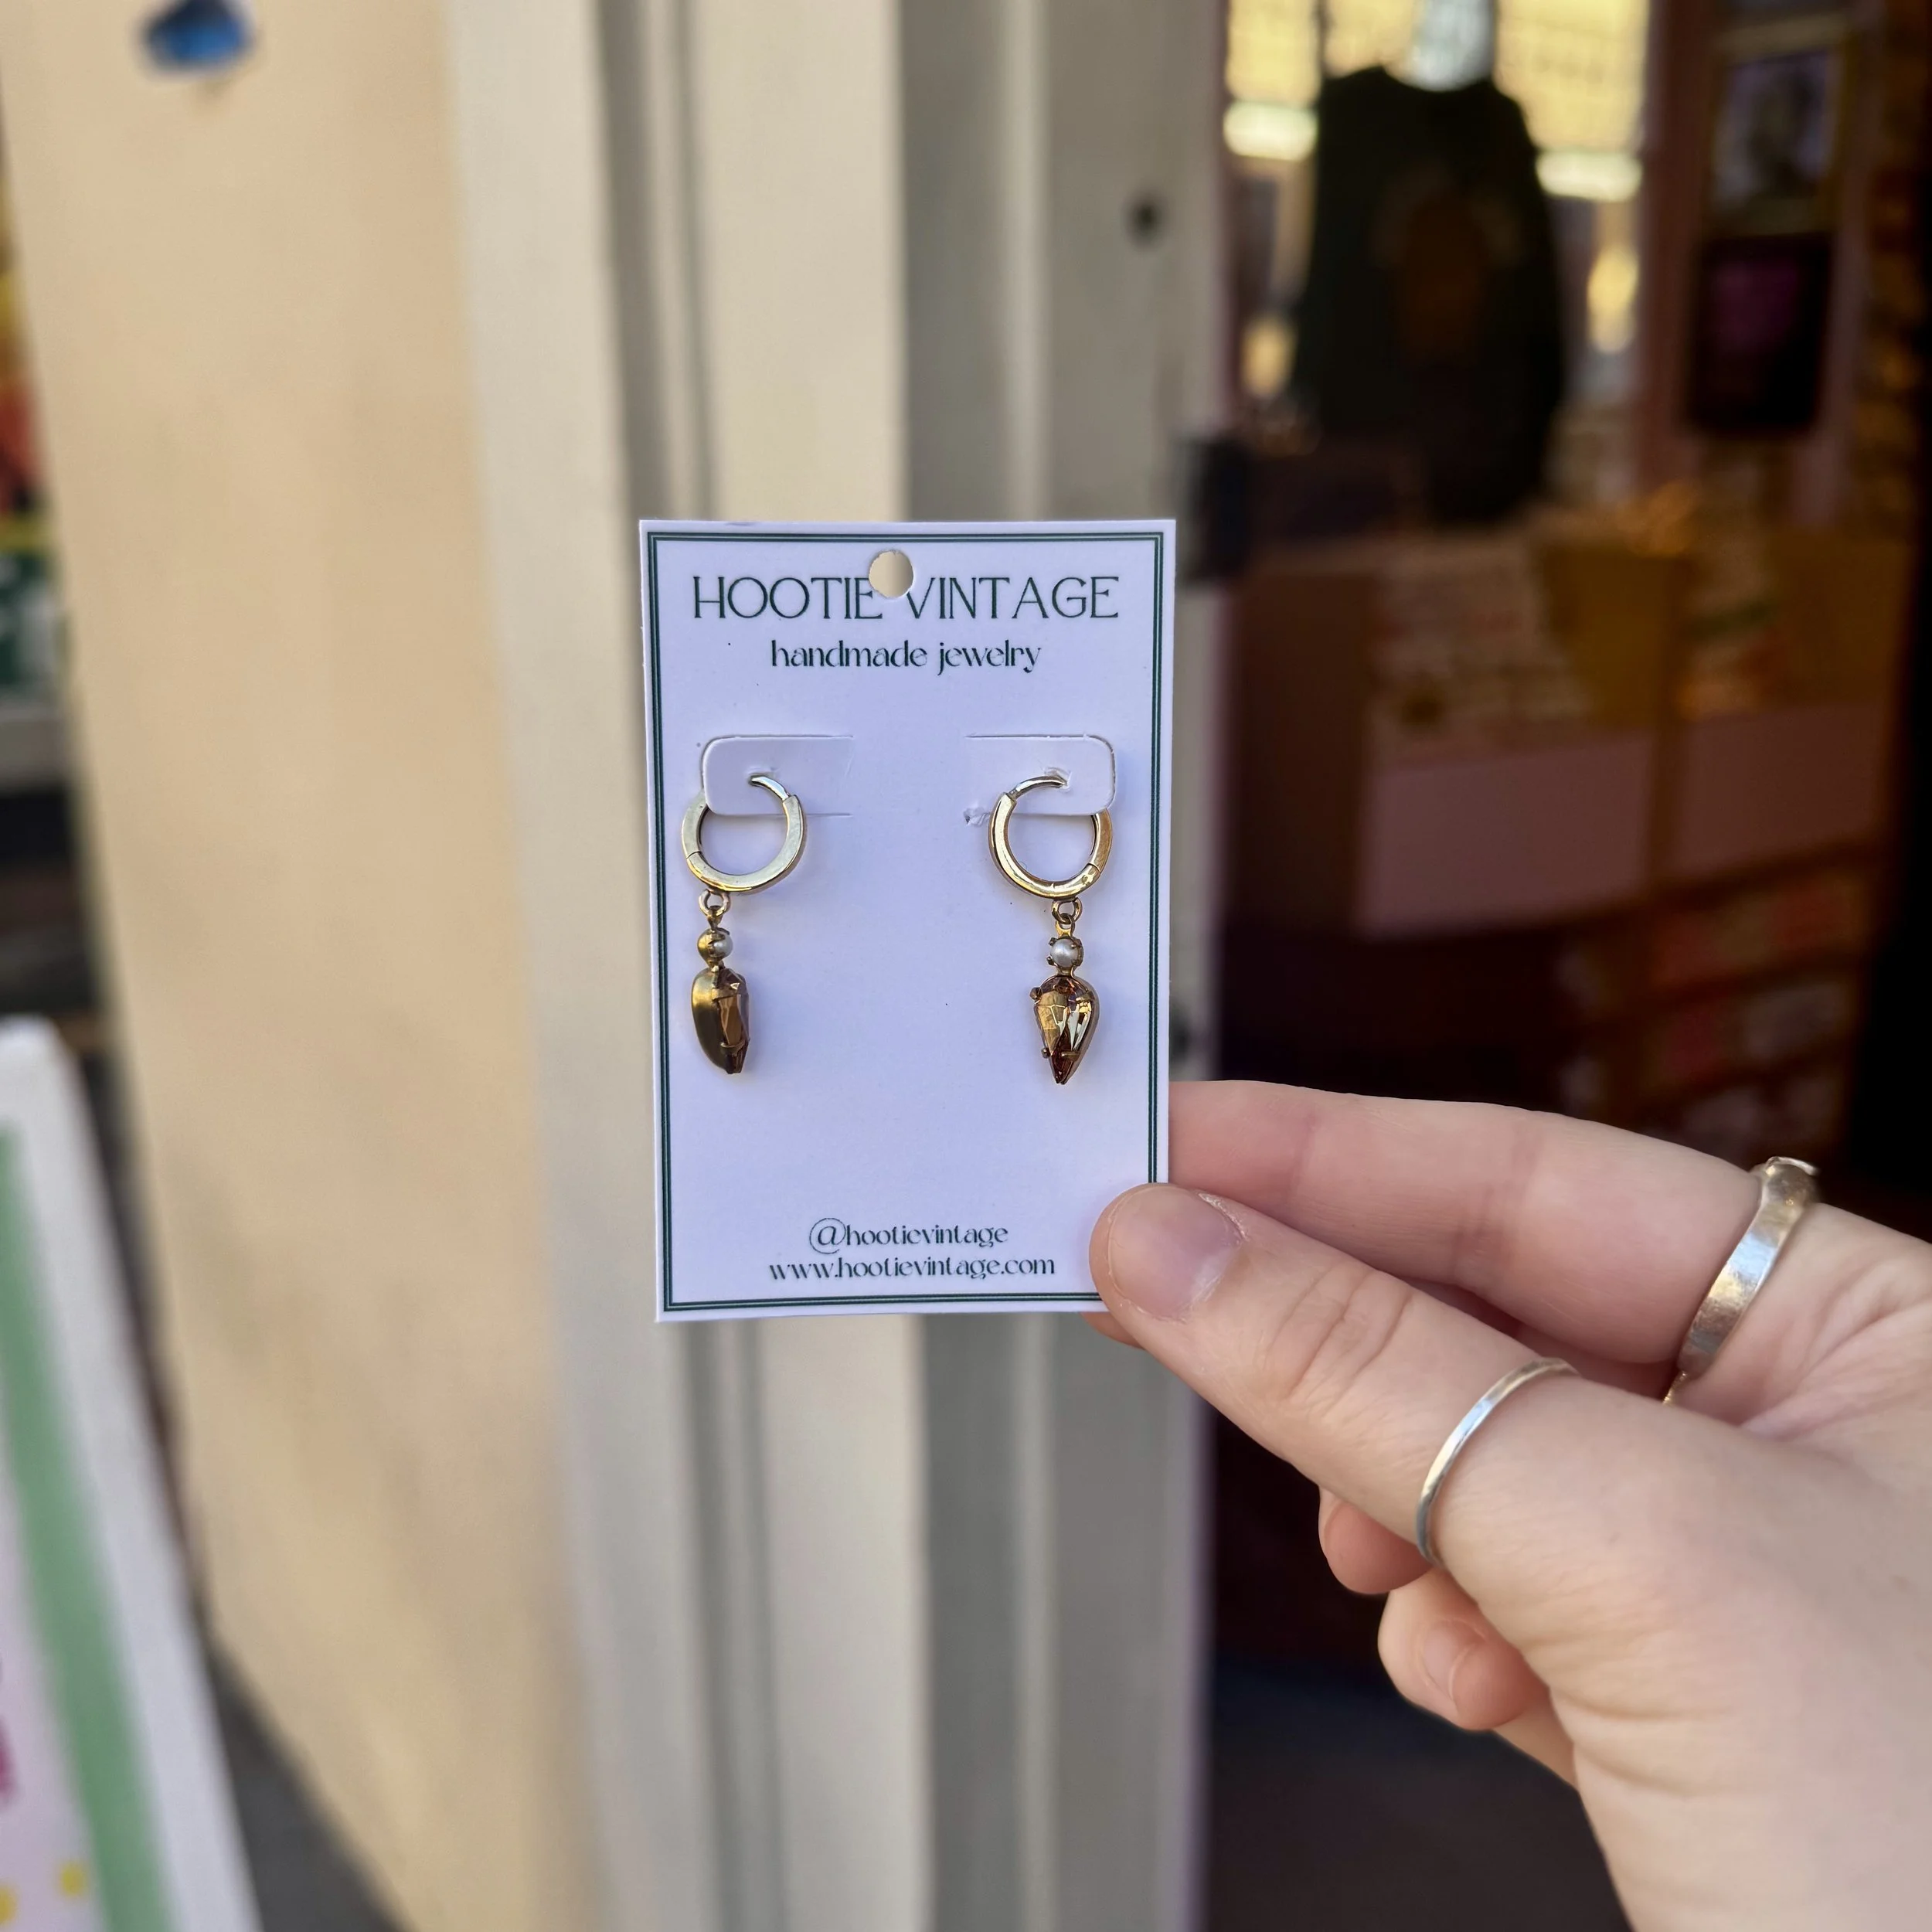 HOOTIE VINTAGE
handmade jewelry
@hootievintage
www.hootievintage.com